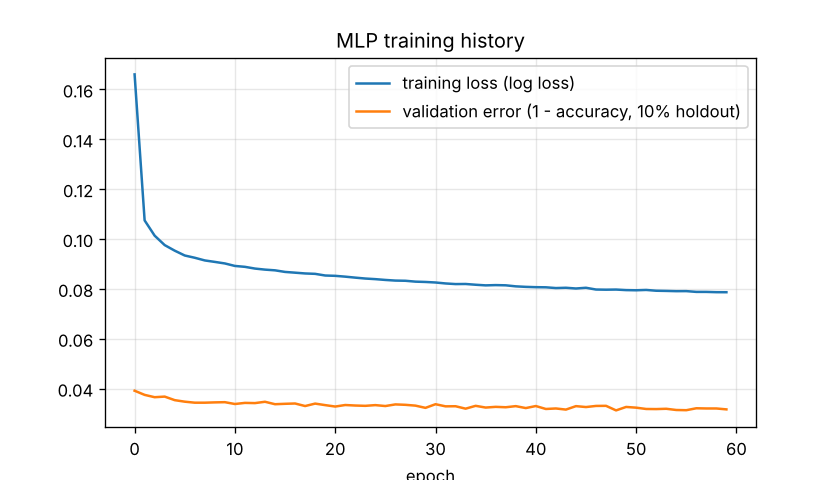 MLP training history
training loss (log loss)
validation error (1 - accuracy, 10% holdout)
0.16
0.14
0.12
0.10
0.08
0.06
0.04
0 10 20 30 40 50 60
epoch